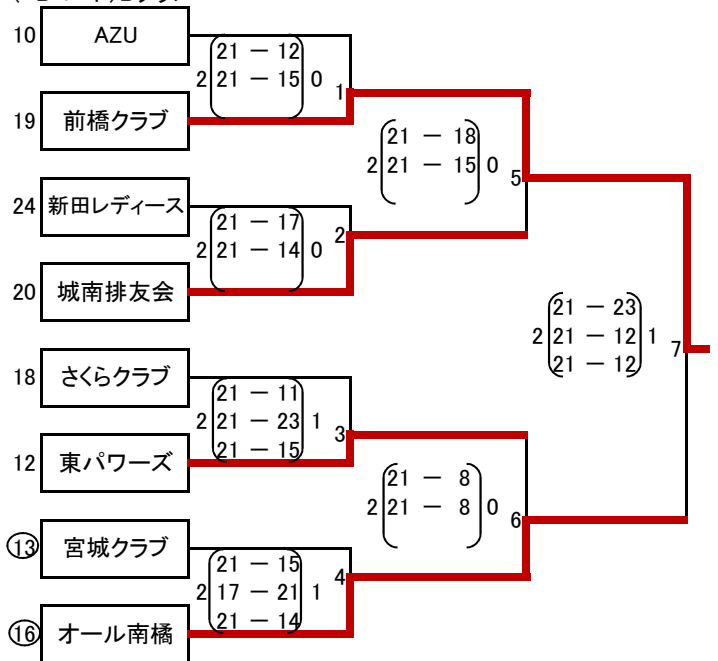 10 AZU
21 － 12
2 21 － 15 0
1
19 前橋クラブ
21 － 18
2 21 － 15 0
5
24 新田レディース
21 － 17
2 21 － 14 0
2
20 城南排友会
21 － 23
2 21 － 12 1
21 － 12
7
18 さくらクラブ
21 － 11
2 21 － 23 1
21 － 15
3
12 東パワーズ
21 － 8
2 21 － 8 0
6
⑬ 宮城クラブ
21 － 15
2 17 － 21 1
21 － 14
4
⑯ オール南橘